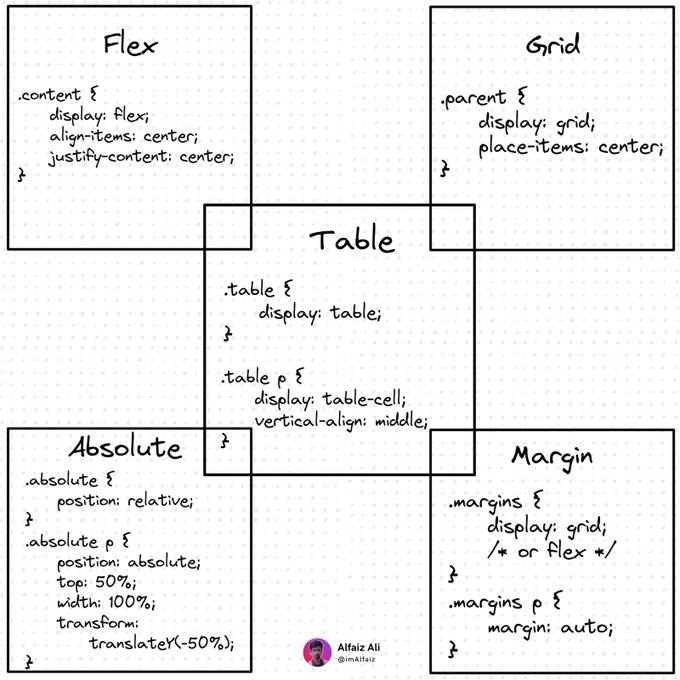 Flex
.content {
display: flex;
align-items: center;
justify-content: center;
}
Grid
.parent {
display: grid;
place-items: center;
}
Table
.table {
display: table;
}
.table p {
display: table-cell;
vertical-align: middle;
}
Absolute
.absolute {
position: relative;
}
.absolute p {
position: absolute;
top: 50%;
width: 100%;
transform:
translateY(-50%);
}
Margin
.margins {
display: grid;
/* or flex */
}
.margins p {
margin: auto;
}
Alfaiz Ali
@imAlfaiz